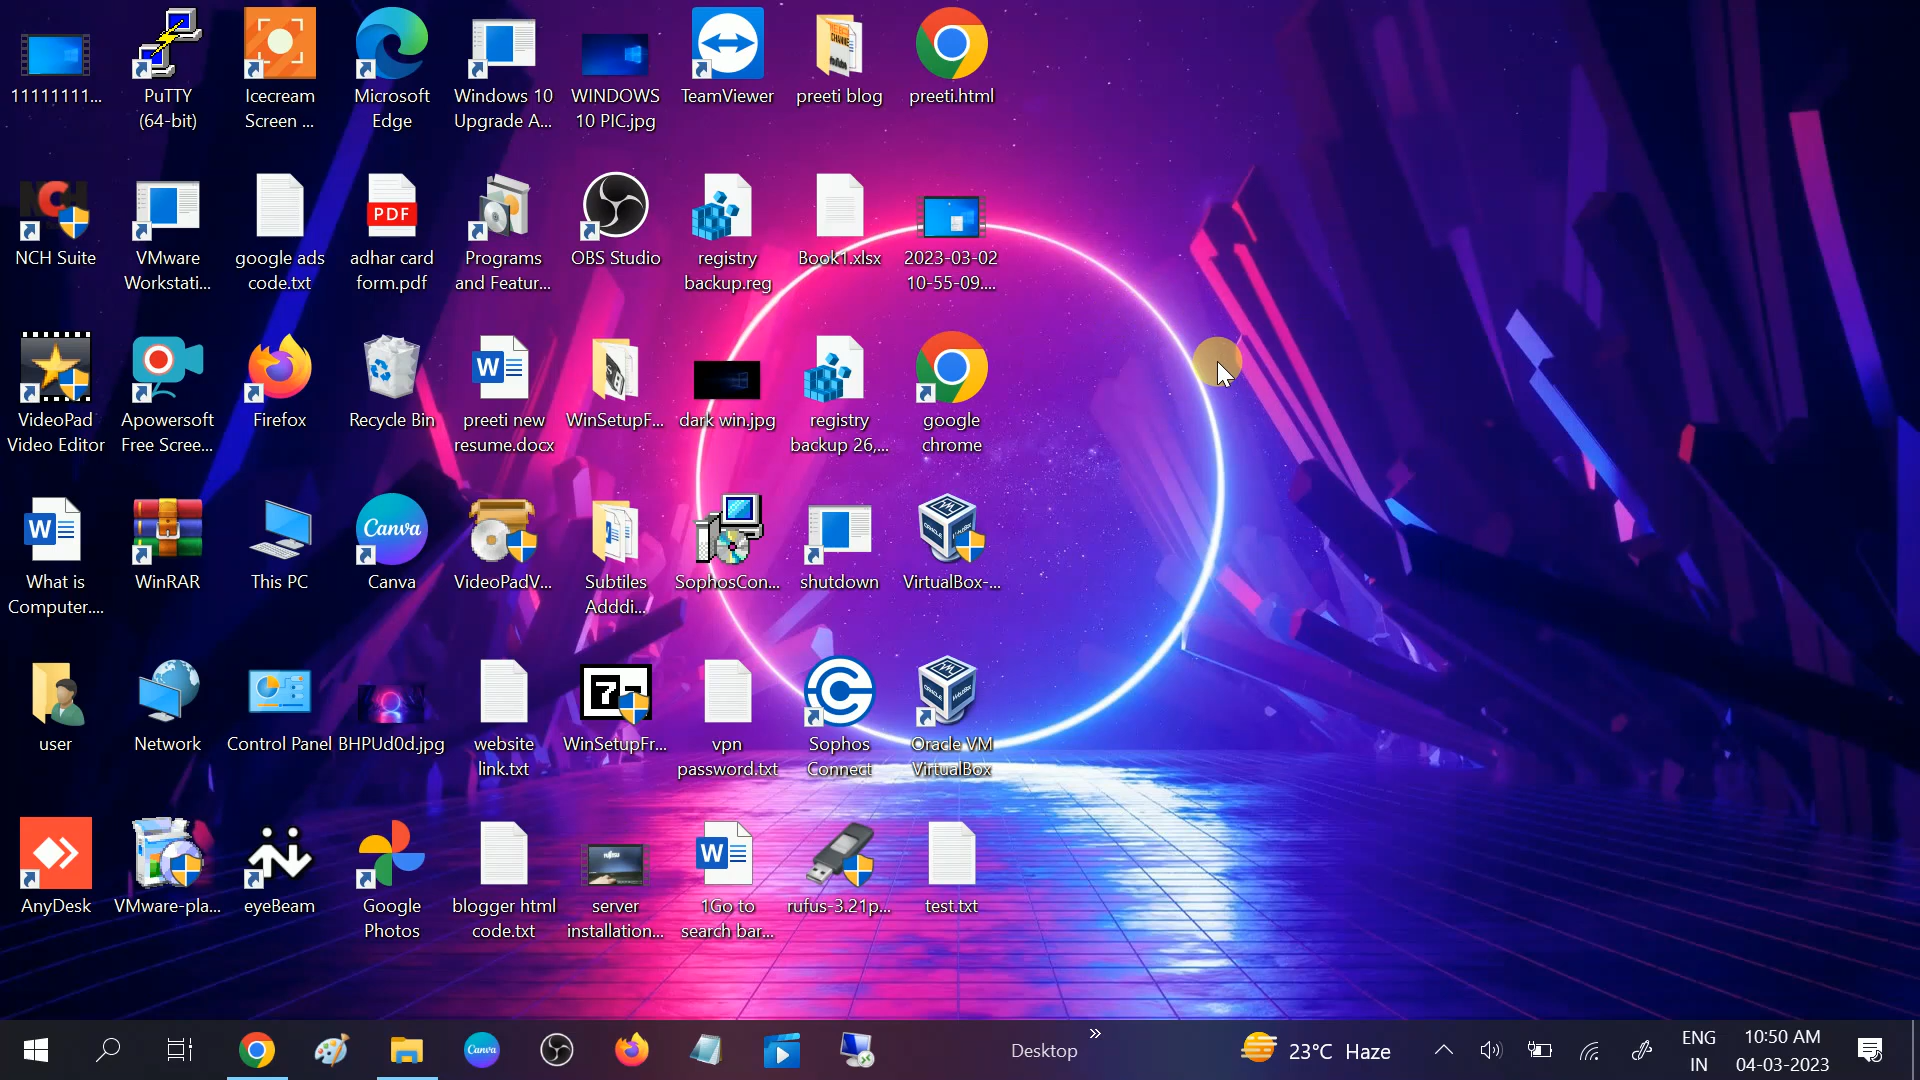 11111111...
PuTTY
(64-bit)
Icecream
Screen ...
Microsoft
Edge
Windows 10
Upgrade A...
WINDOWS
10 PIC.jpg
TeamViewer
preeti blog
preeti.html
NCH Suite
VMware
Workstati...
google ads
code.txt
PDF
adhar card
form.pdf
Programs
and Featur...
OBS Studio
registry
backup.reg
Book1.xlsx
2023-03-02
10-55-09....
VideoPad
Video Editor
Apowersoft
Free Scree...
Firefox
Recycle Bin
preeti new
resume.docx
WinSetupF...
dark win.jpg
registry
backup 26,...
google
chrome
What is
Computer....
WinRAR
This PC
Canva
Canva
VideoPadV...
Subtiles
Adddi...
SophosCon...
shutdown
VirtualBox-...
user
Network
Control Panel
BHPUd0d.jpg
website
link.txt
WinSetupFr...
vpn
password.txt
Sophos
Connect
Oracle VM
VirtualBox
AnyDesk
VMware-pla...
eyeBeam
Google
Photos
blogger html
code.txt
server
installation...
1Go to
search bar...
rufus-3.21p...
test.txt
Canva
Desktop
23°C Haze
ENG
IN
10:50 AM
04-03-2023